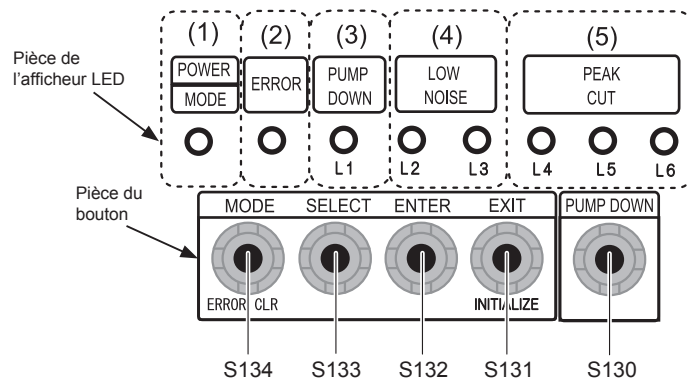 (1) (2) (3) (4) (5)
Pièce de
l'afficheur LED
POWER
MODE
ERROR
PUMP
DOWN
LOW
NOISE
PEAK
CUT
L1 L2 L3 L4 L5 L6
Pièce du
bouton
MODE SELECT ENTER EXIT PUMP DOWN
ERROR CLR INITIALIZE
S134 S133 S132 S131 S130